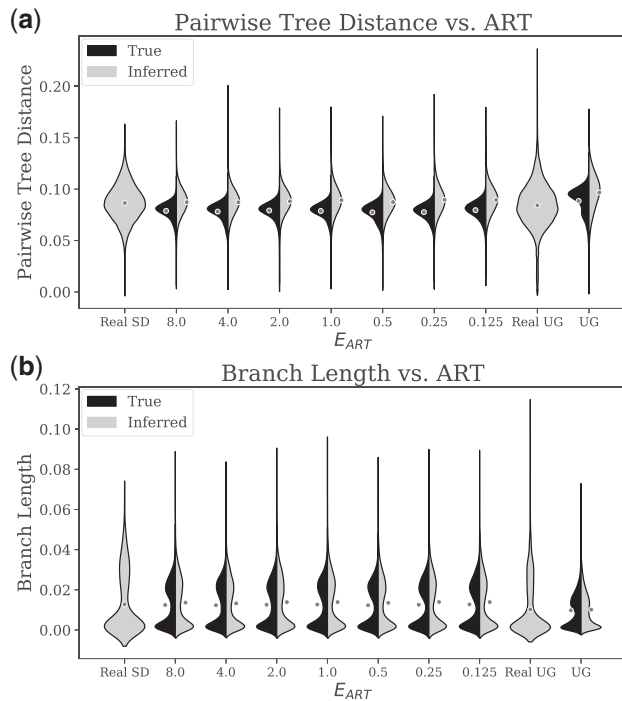 (a)
Pairwise Tree Distance vs. ART
True
Inferred
Pairwise Tree Distance
0.20
0.15
0.10
0.05
0.00
Real SD 8.0 4.0 2.0 1.0 0.5 0.25 0.125 Real UG UG
E_ART
(b)
Branch Length vs. ART
True
Inferred
Branch Length
0.12
0.10
0.08
0.06
0.04
0.02
0.00
Real SD 8.0 4.0 2.0 1.0 0.5 0.25 0.125 Real UG UG
E_ART